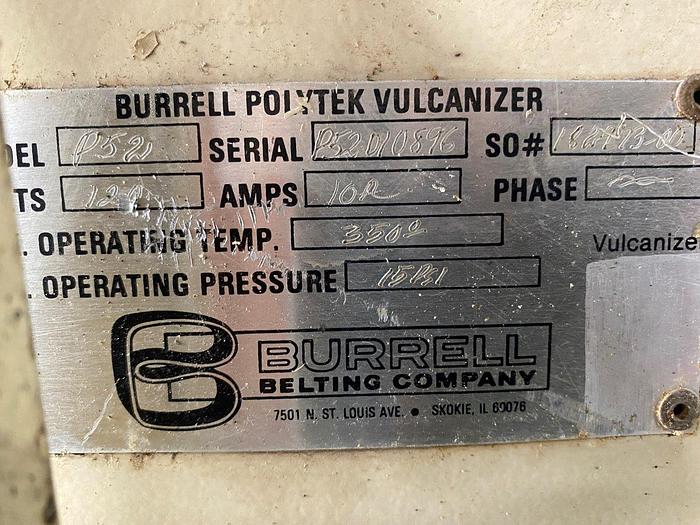 BURRELL POLYTEK VULCANIZER
DEL P52 SERIAL P52010896 SO#
TS 120 AMPS 10A PHASE
. OPERATING TEMP. 350°
. OPERATING PRESSURE 15PSI
Vulcanize
BURRELL
BELTING COMPANY
7501 N. ST. LOUIS AVE. ● SKOKIE, IL 60076